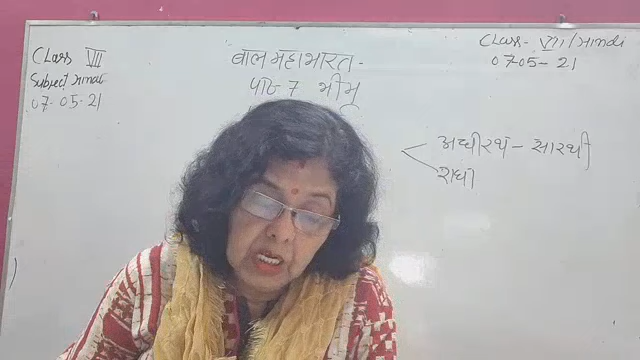 CLass VII
Subject Hindi
07-05-21
बाल महाभारत -
पाठ 7 भीम
CLass- VII/Hindi
07-05-21
अधीरथ - सारथी
राधा